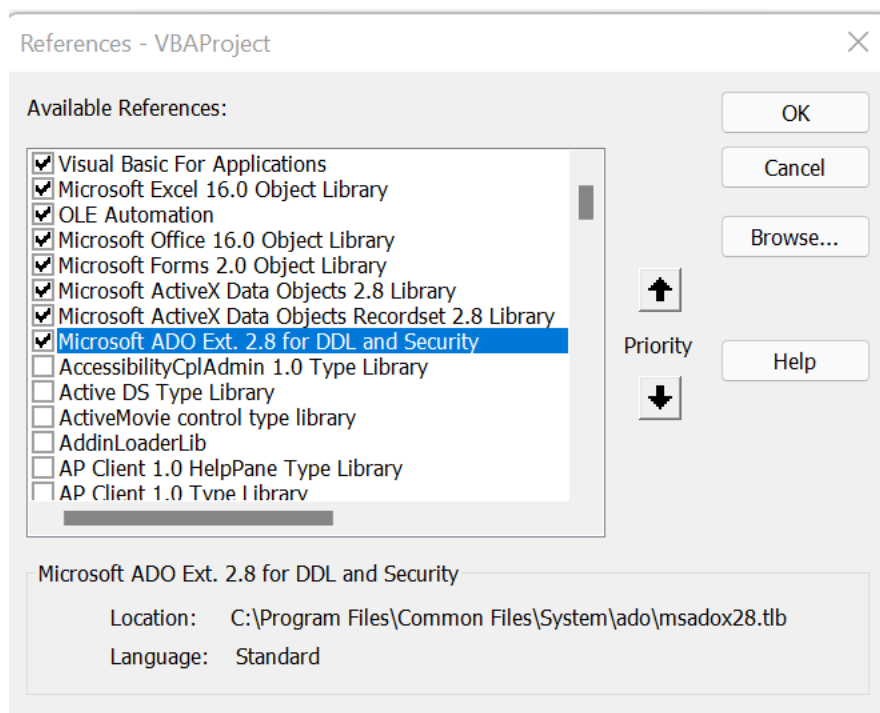 References - VBAProject
Available References:
OK
Visual Basic For Applications
Cancel
Microsoft Excel 16.0 Object Library
OLE Automation
Microsoft Office 16.0 Object Library
Browse...
Microsoft Forms 2.0 Object Library
Microsoft ActiveX Data Objects 2.8 Library
Microsoft ActiveX Data Objects Recordset 2.8 Library
Microsoft ADO Ext. 2.8 for DDL and Security
Priority
AccessibilityCplAdmin 1.0 Type Library
Help
Active DS Type Library
ActiveMovie control type library
AddinLoaderLib
AP Client 1.0 HelpPane Type Library
AP Client 1.0 Type Library
Microsoft ADO Ext. 2.8 for DDL and Security
Location: C:\Program Files\Common Files\System\ado\msadox28.tlb
Language: Standard